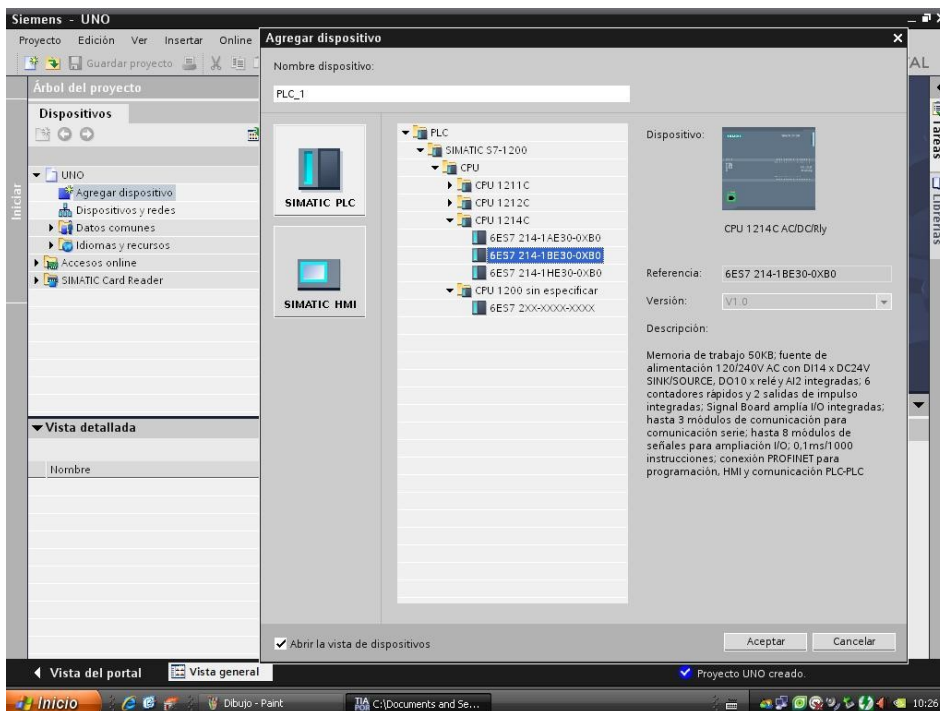 Siemens - UNO
Proyecto Edición Ver Insertar Online
Guardar proyecto
Árbol del proyecto
Dispositivos
UNO
Agregar dispositivo
Dispositivos y redes
Datos comunes
Idiomas y recursos
Accesos online
SIMATIC Card Reader
Iniciar
Vista detallada
Nombre
Agregar dispositivo
Nombre dispositivo:
PLC_1
SIMATIC PLC
SIMATIC HMI
PLC
SIMATIC S7-1200
CPU
CPU 1211C
CPU 1212C
CPU 1214C
6ES7 214-1AE30-0XB0
6ES7 214-1BE30-0XB0
6ES7 214-1HE30-0XB0
CPU 1200 sin especificar
6ES7 2XX-XXXX-XXXX
Dispositivo:
CPU 1214C AC/DC/Rly
Referencia: 6ES7 214-1BE30-0XB0
Versión: V1.0
Descripción:
Memoria de trabajo 50KB; fuente de
alimentación 120/240V AC con DI14 x DC24V
SINK/SOURCE, DO10 x relé y AI2 integradas; 6
contadores rápidos y 2 salidas de impulso
integradas; Signal Board amplía I/O integradas;
hasta 3 módulos de comunicación para
comunicación serie; hasta 8 módulos de
señales para ampliación I/O; 0,1ms/1000
instrucciones; conexión PROFINET para
programación, HMI y comunicación PLC-PLC
Abrir la vista de dispositivos
Aceptar Cancelar
AL
Tareas
Librerías
Vista del portal Vista general
Proyecto UNO creado.
Inicio Dibujo - Paint C:\Documents and Se... 10:26